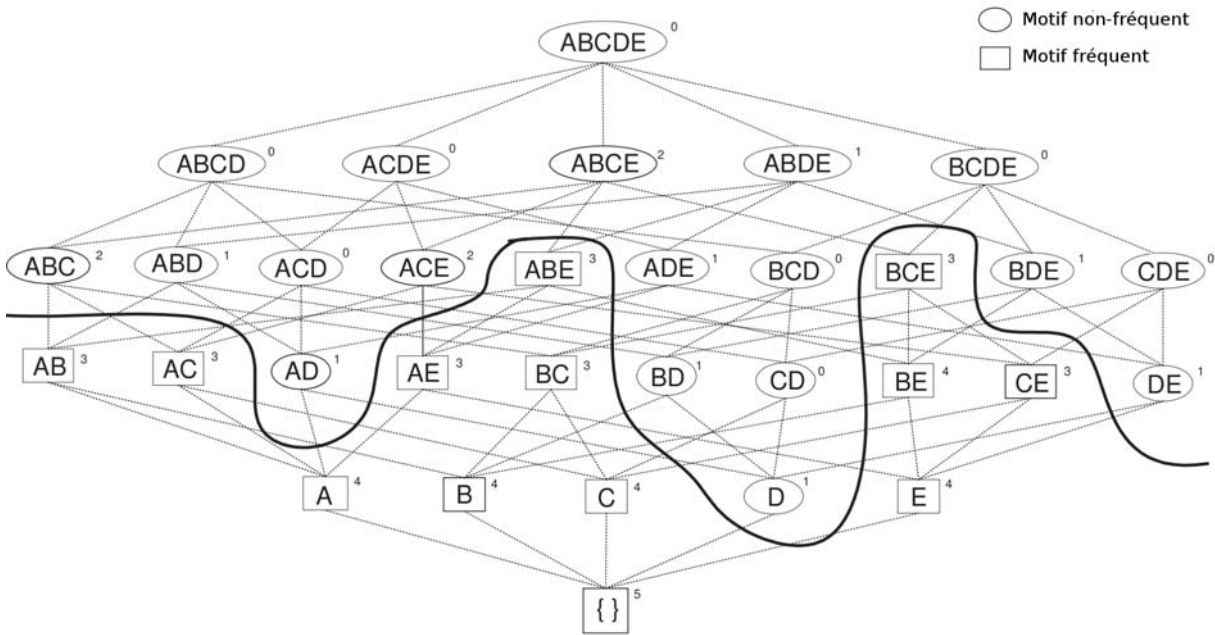 ABCDE 0
Motif non-fréquent
Motif fréquent
ABCD 0 ACDE 0 ABCE 2 ABDE 1 BCDE 0
ABC 2 ABD 1 ACD 0 ACE 2 ABE 3 ADE 1 BCD 0 BCE 3 BDE 1 CDE 0
AB 3 AC 3 AD 1 AE 3 BC 3 BD 1 CD 0 BE 4 CE 3 DE 1
A 4 B 4 C 4 D 1 E 4
{ } 5